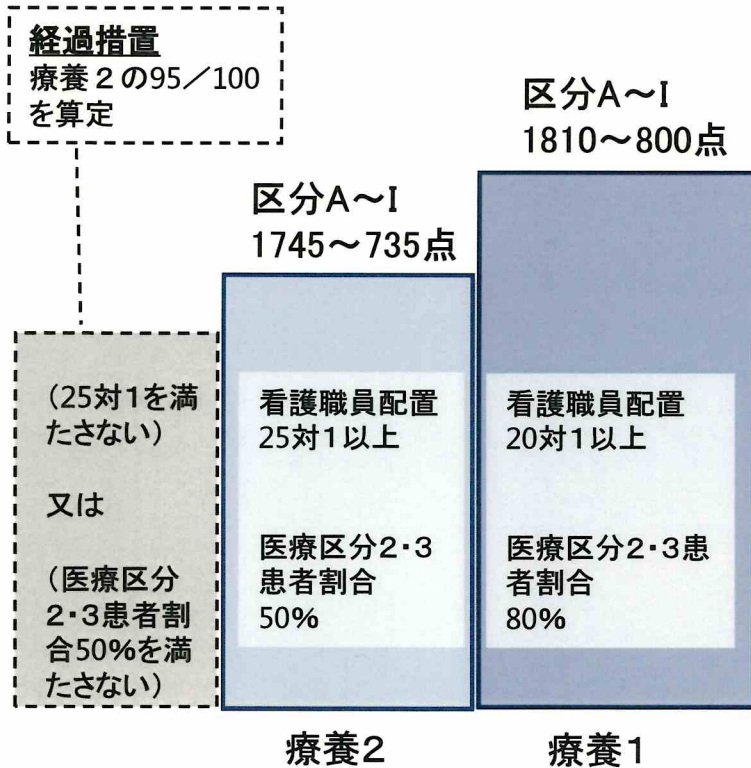 経過措置
療養２の95／100
を算定
区分A～I
1810～800点
区分A～I
1745～735点
（25対１を満
たさない）
又は
（医療区分
２・３患者割
合50%を満
たさない）
看護職員配置
25対１以上
医療区分２・３
患者割合
50%
看護職員配置
20対１以上
医療区分２・３患
者割合
80%
療養２
療養１